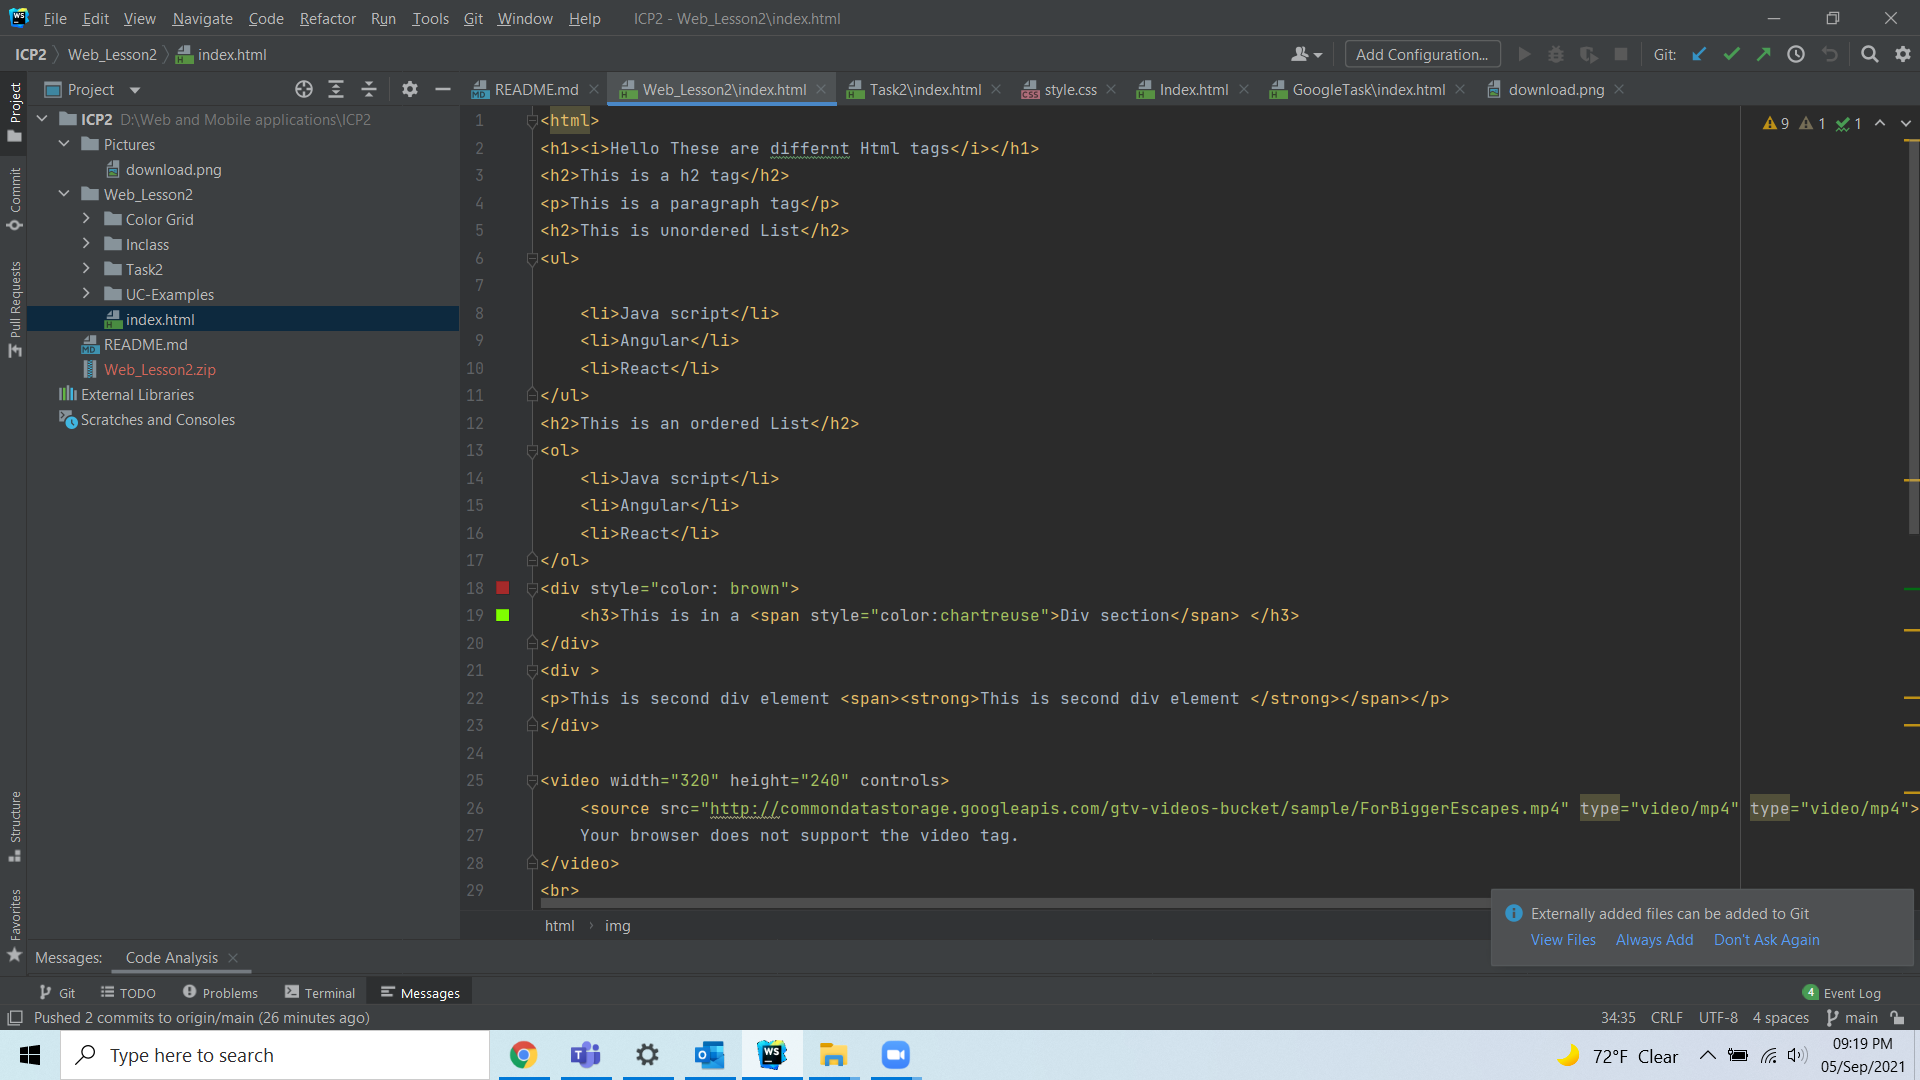 WS File Edit View Navigate Code Refactor Run Tools Git Window Help ICP2 - Web_Lesson2\index.html
ICP2 Web_Lesson2 index.html Add Configuration... Git:
Project README.md Web_Lesson2\index.html Task2\index.html style.css Index.html GoogleTask\index.html download.png
Project
Commit
Pull Requests
Structure
Favorites
ICP2 D:\Web and Mobile applications\ICP2
Pictures
download.png
Web_Lesson2
Color Grid
Inclass
Task2
UC-Examples
index.html
README.md
Web_Lesson2.zip
External Libraries
Scratches and Consoles
9 1 1
1 <html>
2 <h1><i>Hello These are differnt Html tags</i></h1>
3 <h2>This is a h2 tag</h2>
4 <p>This is a paragraph tag</p>
5 <h2>This is unordered List</h2>
6 <ul>
7
8 <li>Java script</li>
9 <li>Angular</li>
10 <li>React</li>
11 </ul>
12 <h2>This is an ordered List</h2>
13 <ol>
14 <li>Java script</li>
15 <li>Angular</li>
16 <li>React</li>
17 </ol>
18 <div style="color: brown">
19 <h3>This is in a <span style="color:chartreuse">Div section</span> </h3>
20 </div>
21 <div >
22 <p>This is second div element <span><strong>This is second div element </strong></span></p>
23 </div>
24
25 <video width="320" height="240" controls>
26 <source src="http://commondatastorage.googleapis.com/gtv-videos-bucket/sample/ForBiggerEscapes.mp4" type="video/mp4" type="video/mp4">
27 Your browser does not support the video tag.
28 </video>
29 <br>
html img
Externally added files can be added to Git
View Files Always Add Don't Ask Again
Messages: Code Analysis
Git TODO Problems Terminal Messages 4 Event Log
Pushed 2 commits to origin/main (26 minutes ago) 34:35 CRLF UTF-8 4 spaces main
Type here to search WS 72°F Clear 09:19 PM
05/Sep/2021